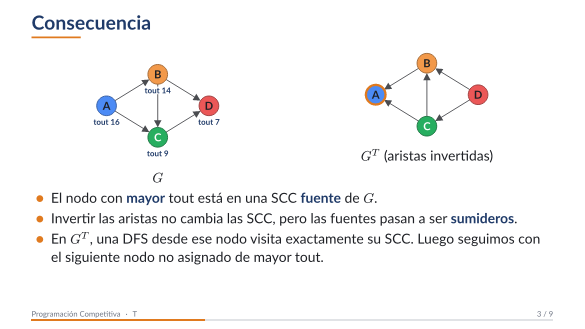 Consecuencia
B
tout 14
A
tout 16
D
tout 7
C
tout 9
G
B
A
D
C
Gᵀ (aristas invertidas)
El nodo con mayor tout está en una SCC fuente de G.
Invertir las aristas no cambia las SCC, pero las fuentes pasan a ser sumideros.
En Gᵀ, una DFS desde ese nodo visita exactamente su SCC. Luego seguimos con
el siguiente nodo no asignado de mayor tout.
Programación Competitiva · T
3 / 9